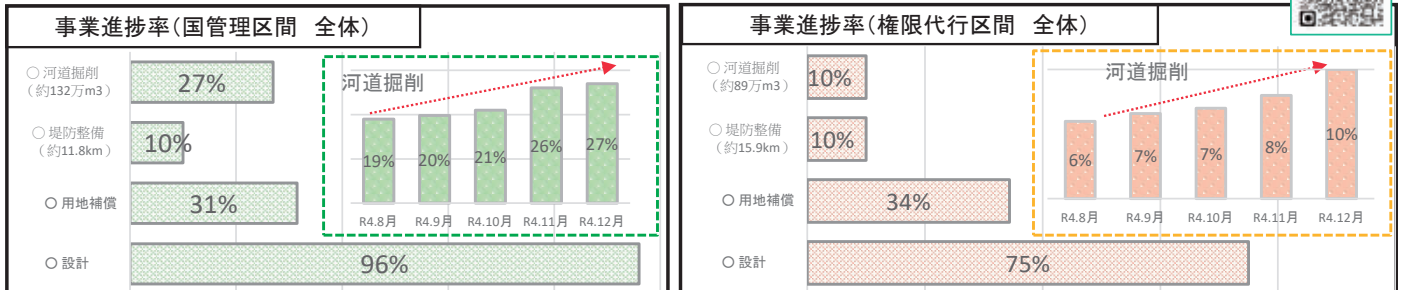 事業進捗率(国管理区間　全体)
○ 河道掘削
(約132万m3)
27%
○ 堤防整備
(約11.8km)
10%
○ 用地補償
31%
○ 設計
96%
河道掘削
19%
20%
21%
26%
27%
R4.8月
R4.9月
R4.10月
R4.11月
R4.12月
事業進捗率(権限代行区間　全体)
○ 河道掘削
(約89万m3)
10%
○ 堤防整備
(約15.9km)
10%
○ 用地補償
34%
○ 設計
75%
河道掘削
6%
7%
7%
8%
10%
R4.8月
R4.9月
R4.10月
R4.11月
R4.12月